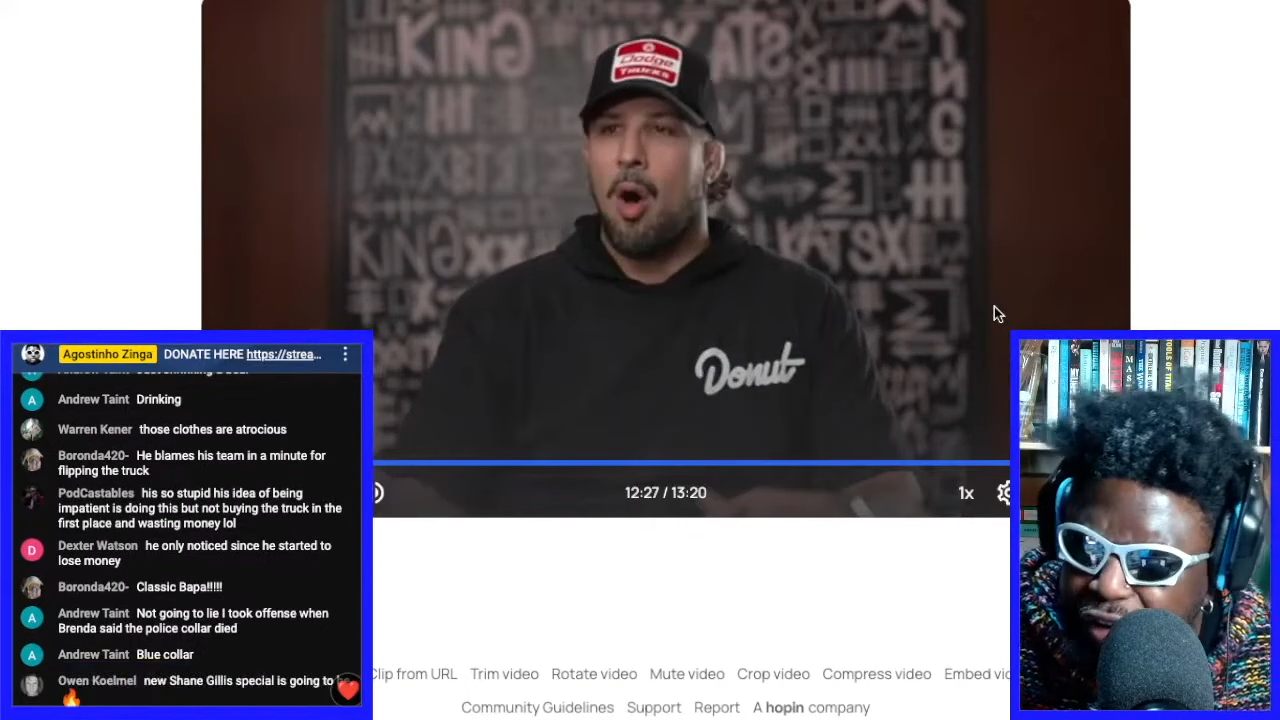 KING
Dodge
TRUCKS
Donut
12:27 / 13:20
1x
Agostinho Zinga DONATE HERE https://strea...
Andrew Taint Drinking
Warren Kener those clothes are atrocious
Boronda420- He blames his team in a minute for
flipping the truck
PodCastables his so stupid his idea of being
impatient is doing this but not buying the truck in the
first place and wasting money lol
Dexter Watson he only noticed since he started to
lose money
Boronda420- Classic Bapa!!!!!
Andrew Taint Not going to lie I took offense when
Brenda said the police collar died
Andrew Taint Blue collar
Owen Koelmel new Shane Gillis special is going to
Clip from URL Trim video Rotate video Mute video Crop video Compress video Embed
Community Guidelines Support Report A hopin company